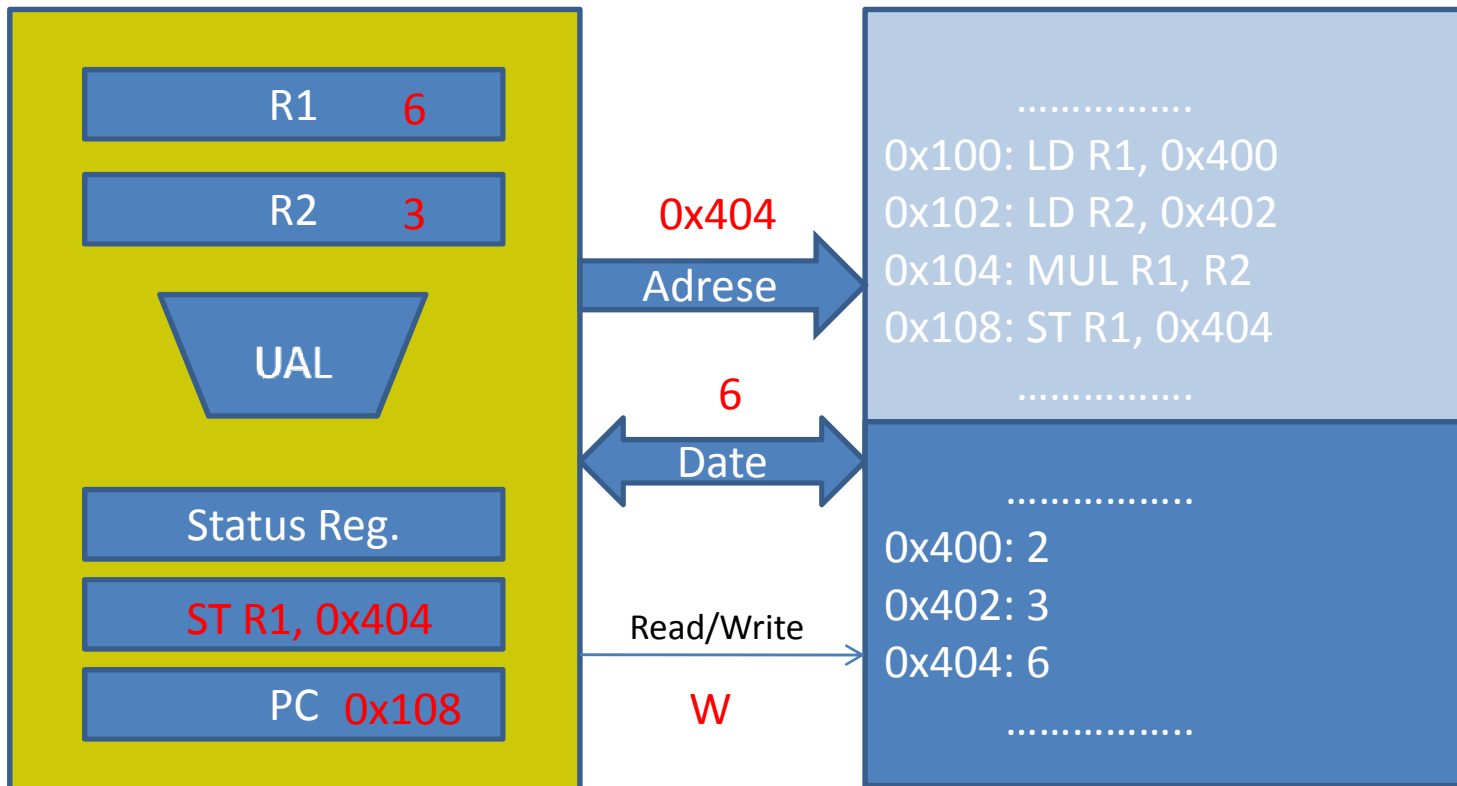 R1 6
R2 3
UAL
Status Reg.
ST R1, 0x404
PC 0x108
0x404
Adrese
6
Date
Read/Write
W
................
0x100: LD R1, 0x400
0x102: LD R2, 0x402
0x104: MUL R1, R2
0x108: ST R1, 0x404
................
.................
0x400: 2
0x402: 3
0x404: 6
.................